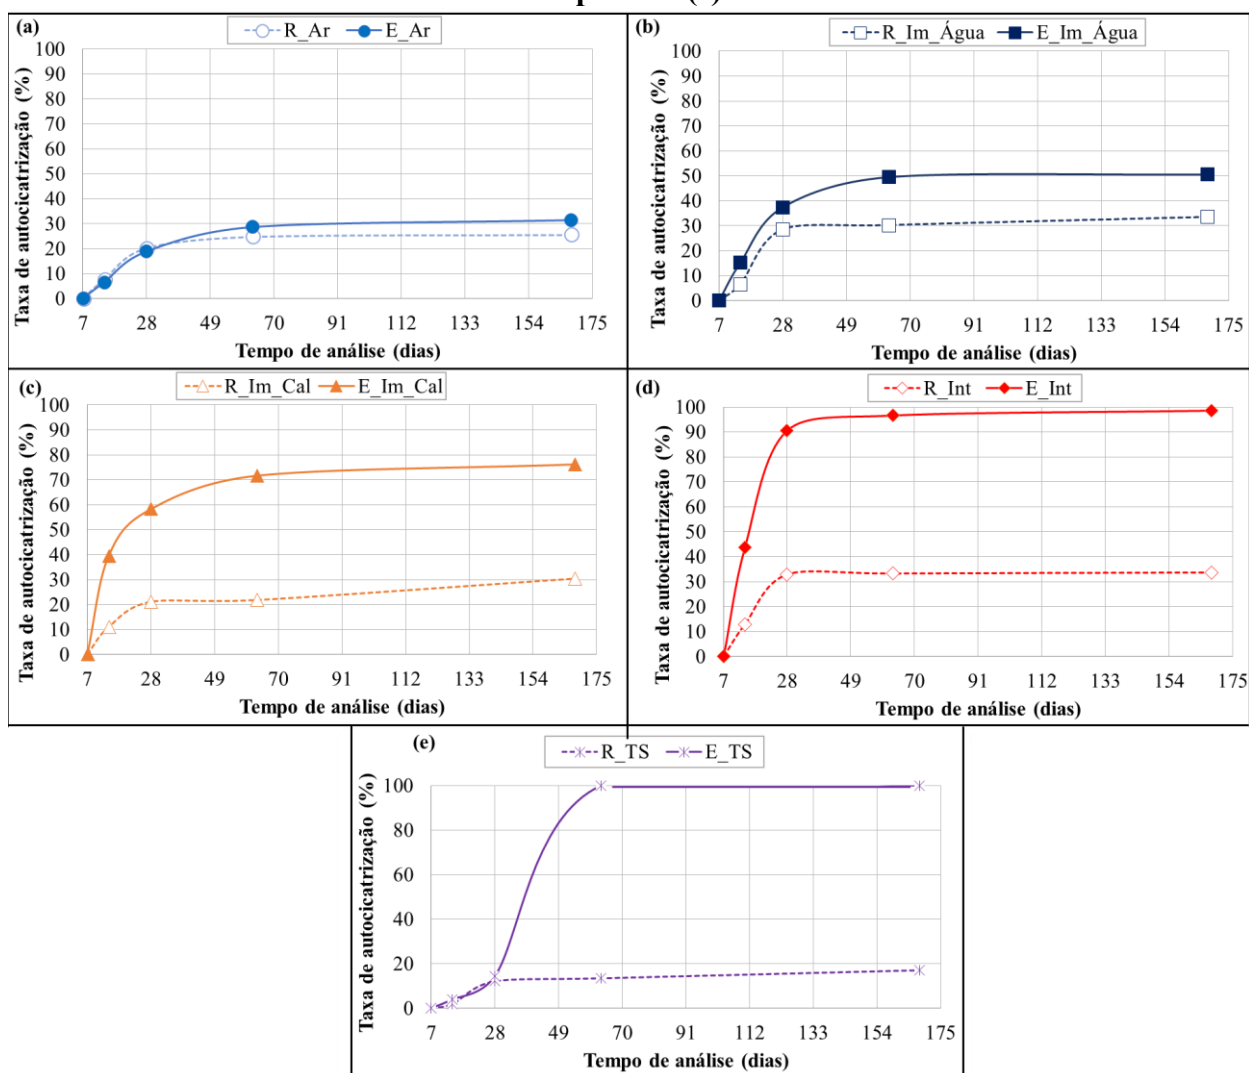 (a)
R_Ar E_Ar
Taxa de autocicatrização (%)
100
90
80
70
60
50
40
30
20
10
0
7 28 49 70 91 112 133 154 175
Tempo de análise (dias)
(b)
R_Im_Água E_Im_Água
Taxa de autocicatrização (%)
100
90
80
70
60
50
40
30
20
10
0
7 28 49 70 91 112 133 154 175
Tempo de análise (dias)
(c)
R_Im_Cal E_Im_Cal
Taxa de autocicatrização (%)
100
90
80
70
60
50
40
30
20
10
0
7 28 49 70 91 112 133 154 175
Tempo de análise (dias)
(d)
R_Int E_Int
Taxa de autocicatrização (%)
100
90
80
70
60
50
40
30
20
10
0
7 28 49 70 91 112 133 154 175
Tempo de análise (dias)
(e)
R_TS E_TS
Taxa de autocicatrização (%)
100
80
60
40
20
0
7 28 49 70 91 112 133 154 175
Tempo de análise (dias)